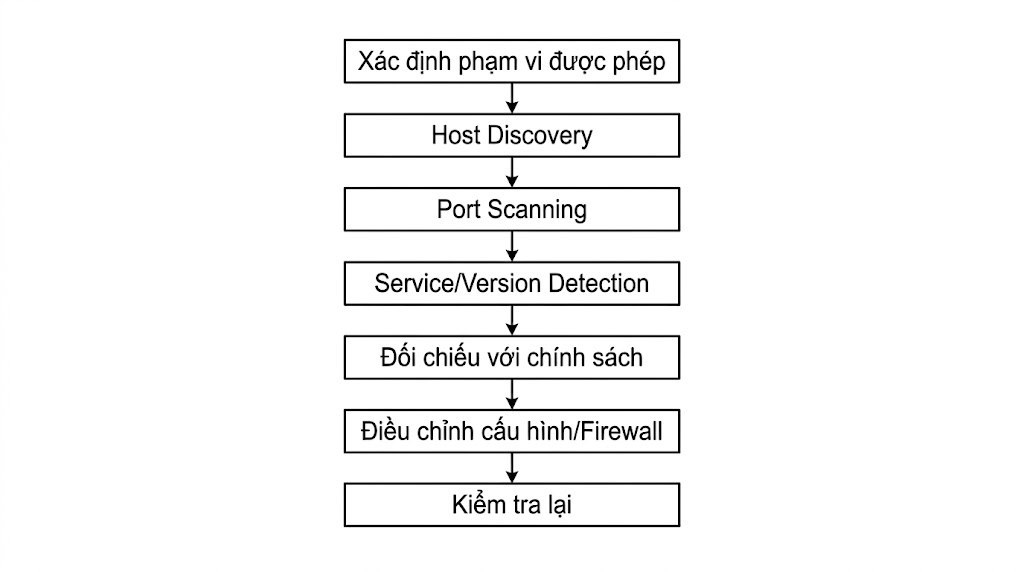 Xác định phạm vi được phép
Host Discovery
Port Scanning
Service/Version Detection
Đối chiếu với chính sách
Điều chỉnh cấu hình/Firewall
Kiểm tra lại